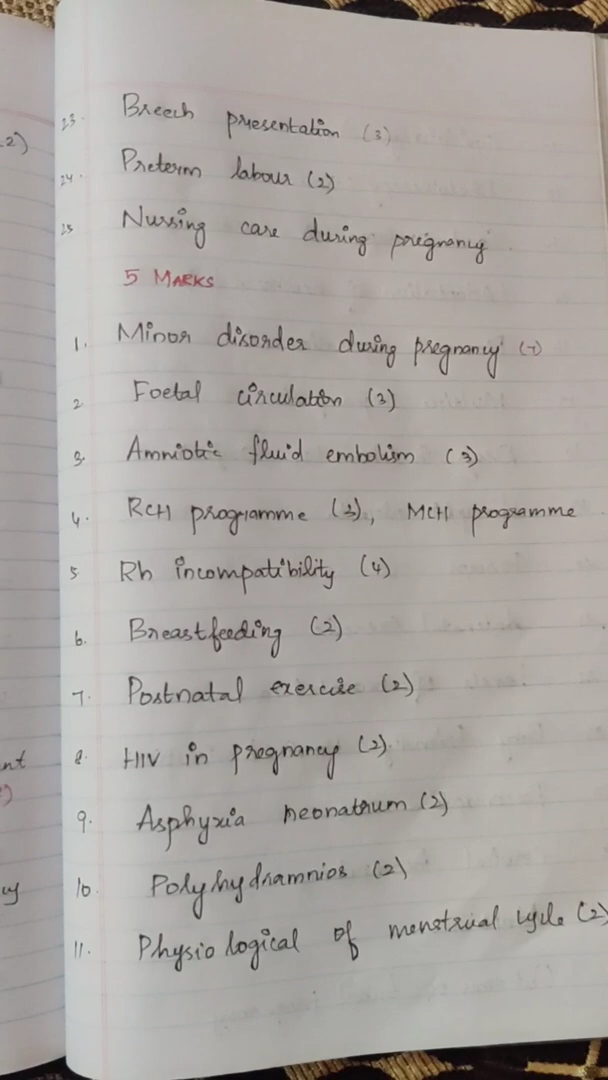 2)
23. Breech presentation (3)
24. Preterm labour (2)
25 Nursing care during pregnancy
5 MARKS
1. Minor disorder during pregnancy (7)
2. Foetal circulation (3)
3. Amniotic fluid embolism (3)
4. RCH programme (3), MCH programme
5 Rh incompatibility (4)
6. Breastfeeding (2)
7. Postnatal exercise (2)
8. HIV in pregnancy (2)
9. Asphyxia neonatrum (2)
10. Polyhydramnios (2)
11. Physiological of menstrual cycle (2)